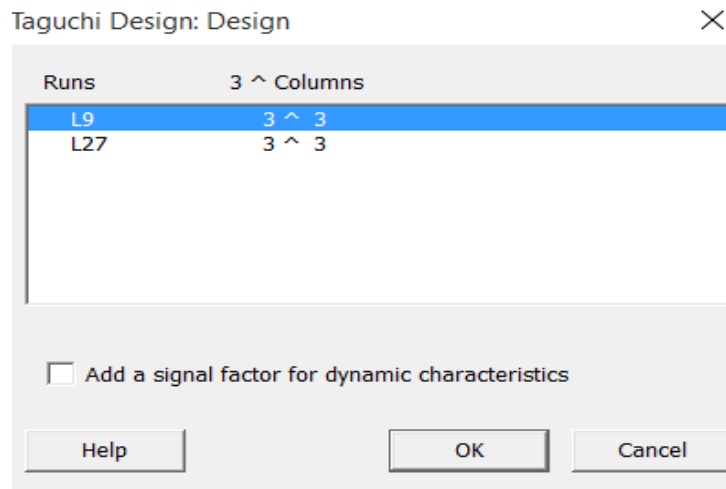 Taguchi Design: Design
Runs 3 ^ Columns
L9 3 ^ 3
L27 3 ^ 3
Add a signal factor for dynamic characteristics
Help OK Cancel